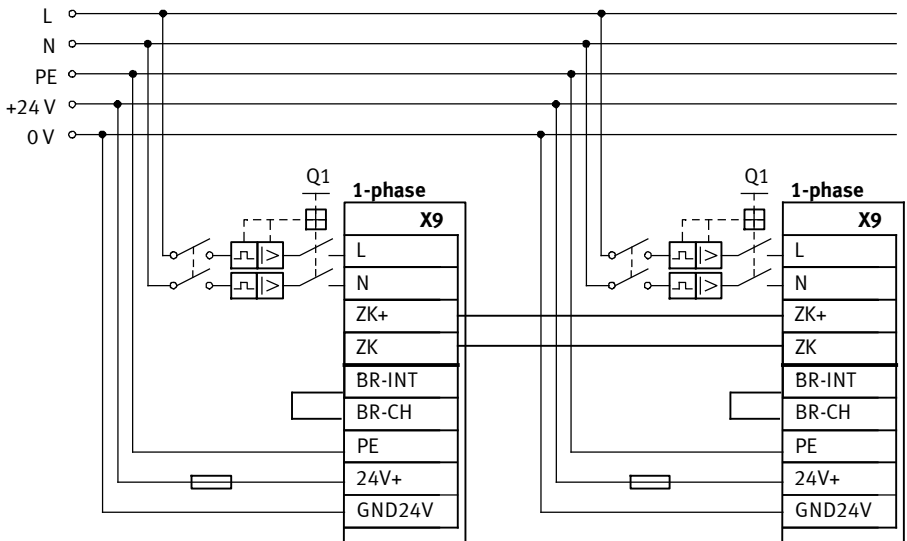 L
N
PE
+24 V
0 V
Q1
1-phase
X9
L
N
ZK+
ZK
BR-INT
BR-CH
PE
24V+
GND24V
Q1
1-phase
X9
L
N
ZK+
ZK
BR-INT
BR-CH
PE
24V+
GND24V